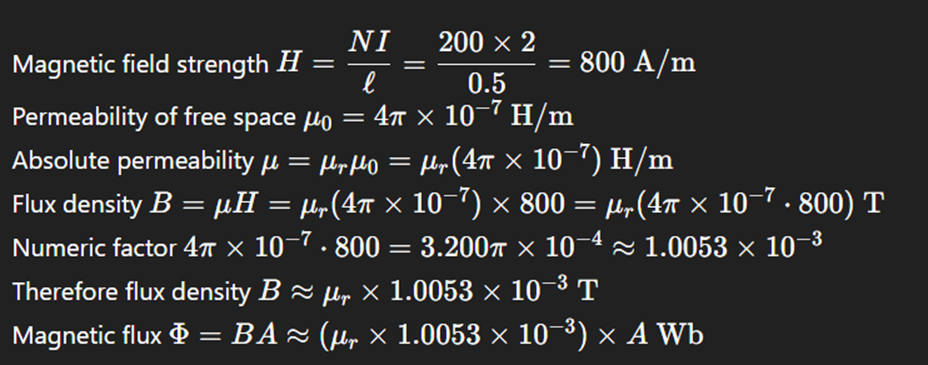 Magnetic field strength H = NI/ℓ = 200 × 2/0.5 = 800 A/m
Permeability of free space μ₀ = 4π × 10⁻⁷ H/m
Absolute permeability μ = μᵣμ₀ = μᵣ(4π × 10⁻⁷) H/m
Flux density B = μH = μᵣ(4π × 10⁻⁷) × 800 = μᵣ(4π × 10⁻⁷ · 800) T
Numeric factor 4π × 10⁻⁷ · 800 = 3.200π × 10⁻⁴ ≈ 1.0053 × 10⁻³
Therefore flux density B ≈ μᵣ × 1.0053 × 10⁻³ T
Magnetic flux Φ = BA ≈ (μᵣ × 1.0053 × 10⁻³) × A Wb